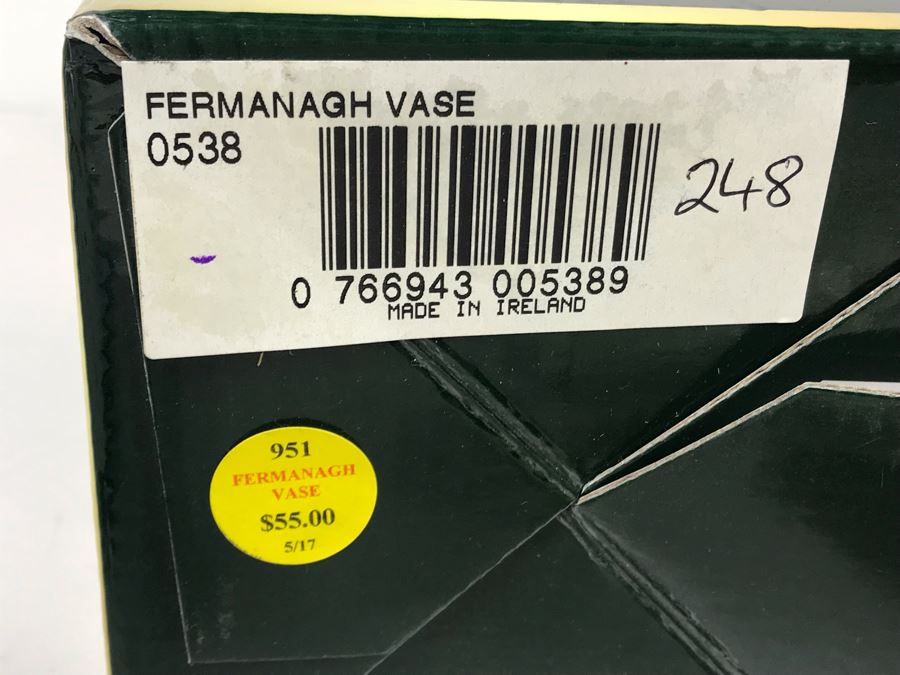 FERMANAGH VASE
0538
248
0 766943 005389
MADE IN IRELAND
951
FERMANAGH
VASE
$55.00
5/17